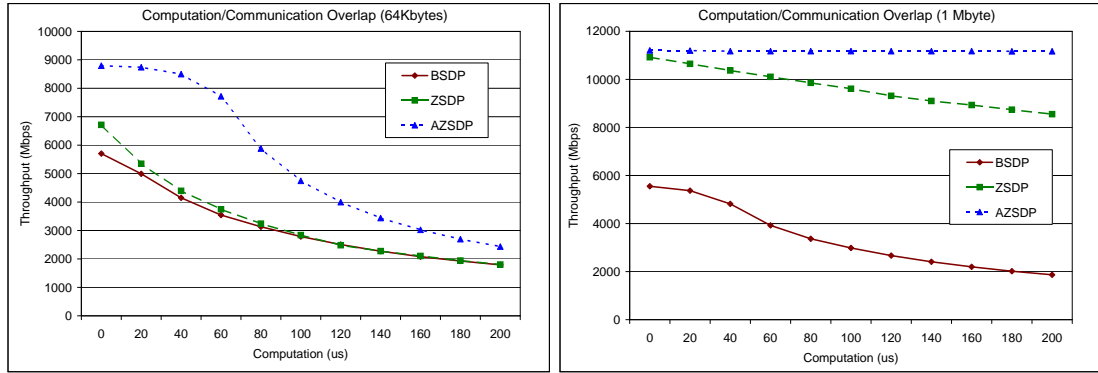 Computation/Communication Overlap (64Kbytes)
10000
9000
8000
7000
6000
5000
4000
3000
2000
1000
0
Throughput (Mbps)
BSDP
ZSDP
AZSDP
0 20 40 60 80 100 120 140 160 180 200
Computation (us)
Computation/Communication Overlap (1 Mbyte)
12000
10000
8000
6000
4000
2000
0
Throughput (Mbps)
BSDP
ZSDP
AZSDP
0 20 40 60 80 100 120 140 160 180 200
Computation (us)